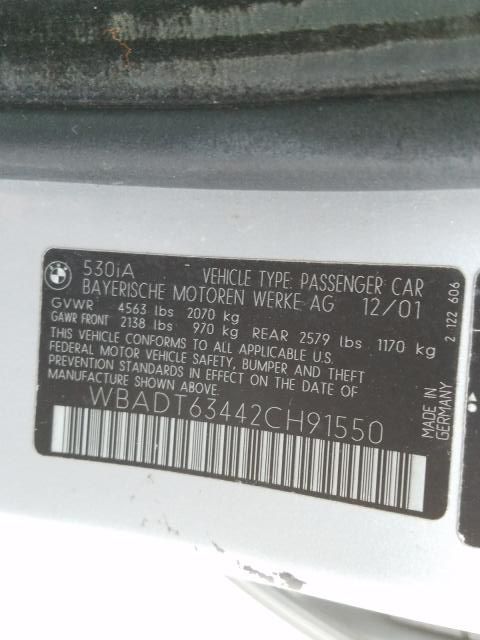 530iA VEHICLE TYPE: PASSENGER CAR
BAYERISCHE MOTOREN WERKE AG 12/01
GVWR 4563 lbs 2070 kg
GAWR FRONT 2138 lbs 970 kg REAR 2579 lbs 1170 kg
THIS VEHICLE CONFORMS TO ALL APPLICABLE U.S.
FEDERAL MOTOR VEHICLE SAFETY, BUMPER AND THEFT
PREVENTION STANDARDS IN EFFECT ON THE DATE OF
MANUFACTURE SHOWN ABOVE.
WBADT63442CH91550
MADE IN
GERMANY
2 122 606